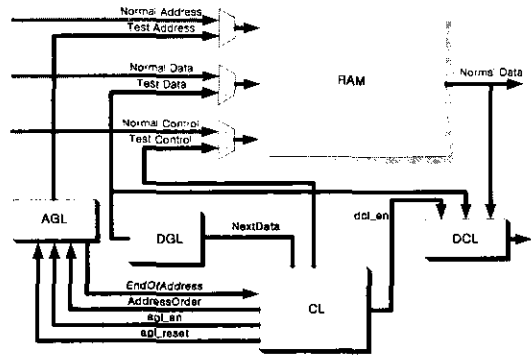 Normal Address
Test Address
Normal Data
Test Data
RAM
Normal Data
Normal Control
Test Control
AGL
DGL
NextData
dcl_en
DCL
EndOfAddress
AddressOrder
agl_en
agl_reset
CL